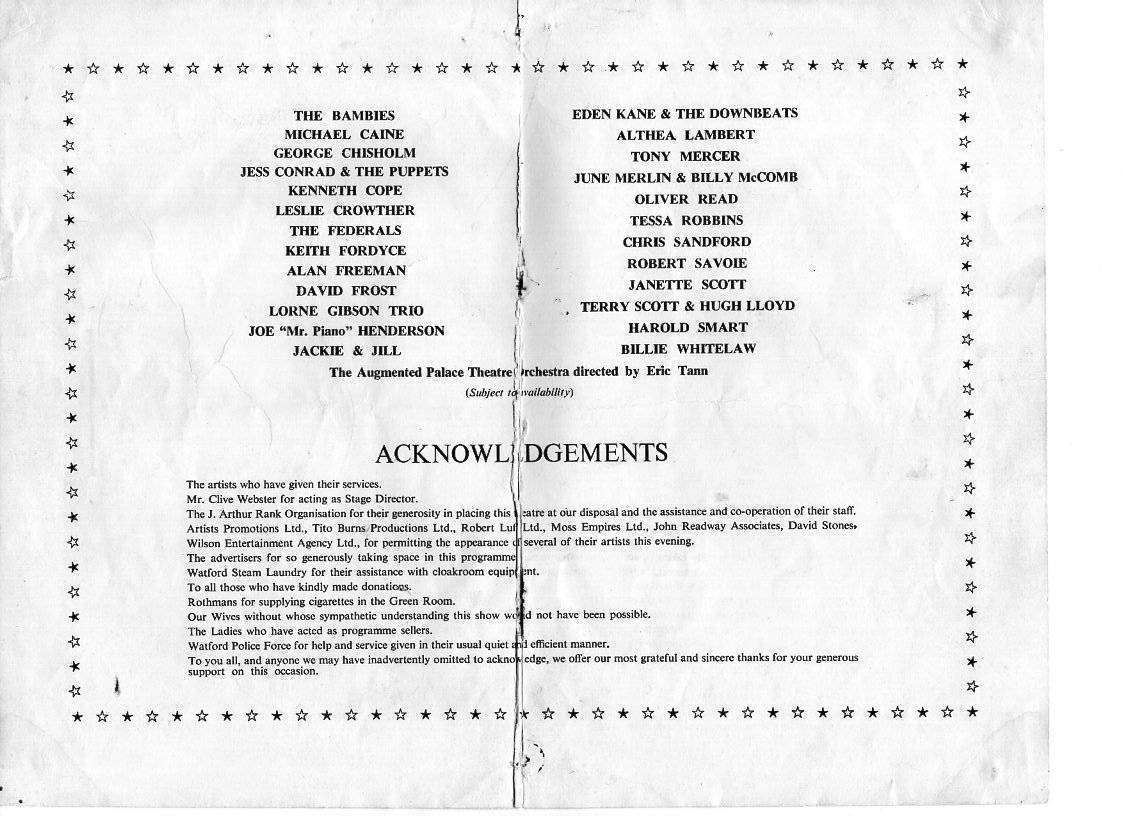 THE BAMBIES
MICHAEL CAINE
GEORGE CHISHOLM
JESS CONRAD & THE PUPPETS
KENNETH COPE
LESLIE CROWTHER
THE FEDERALS
KEITH FORDYCE
ALAN FREEMAN
DAVID FROST
LORNE GIBSON TRIO
JOE “Mr. Piano” HENDERSON
JACKIE & JILL
EDEN KANE & THE DOWNBEATS
ALTHEA LAMBERT
TONY MERCER
JUNE MERLIN & BILLY McCOMB
OLIVER READ
TESSA ROBBINS
CHRIS SANDFORD
ROBERT SAVOIE
JANETTE SCOTT
TERRY SCOTT & HUGH LLOYD
HAROLD SMART
BILLIE WHITELAW
The Augmented Palace Theatre Orchestra directed by Eric Tann
(Subject to availability)
ACKNOWLEDGEMENTS
The artists who have given their services.
Mr. Clive Webster for acting as Stage Director.
The J. Arthur Rank Organisation for their generosity in placing this theatre at our disposal and the assistance and co-operation of their staff.
Artists Promotions Ltd., Tito Burns Productions Ltd., Robert Ltd., Moss Empires Ltd., John Readway Associates, David Stones,
Wilson Entertainment Agency Ltd., for permitting the appearance of several of their artists this evening.
The advertisers for so generously taking space in this programme
Watford Steam Laundry for their assistance with cloakroom equipment.
To all those who have kindly made donations.
Rothmans for supplying cigarettes in the Green Room.
Our Wives without whose sympathetic understanding this show would not have been possible.
The Ladies who have acted as programme sellers.
Watford Police Force for help and service given in their usual quiet and efficient manner.
To you all, and anyone we may have inadvertently omitted to acknowledge, we offer our most grateful and sincere thanks for your generous
support on this occasion.